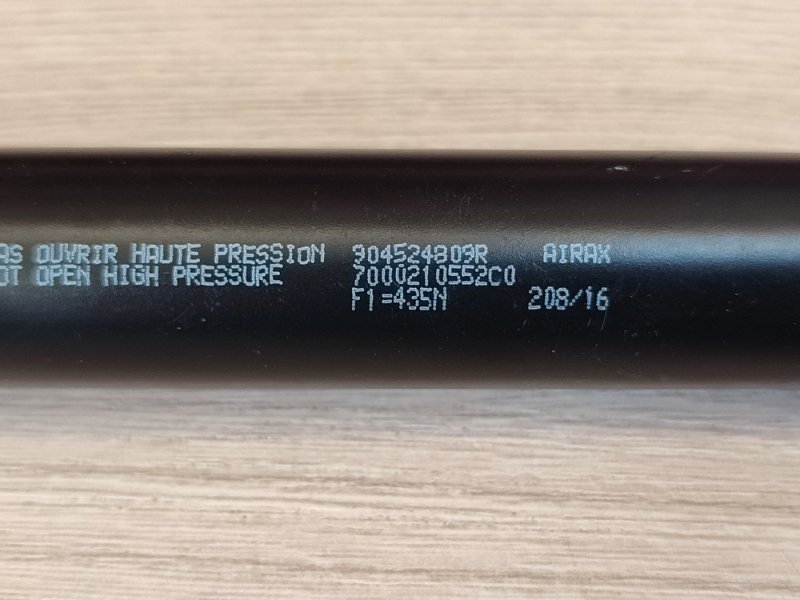 AS OUVRIR HAUTE PRESSION 904524809R AIRAX
OT OPEN HIGH PRESSURE 7000210552C0
F1=435N 208/16